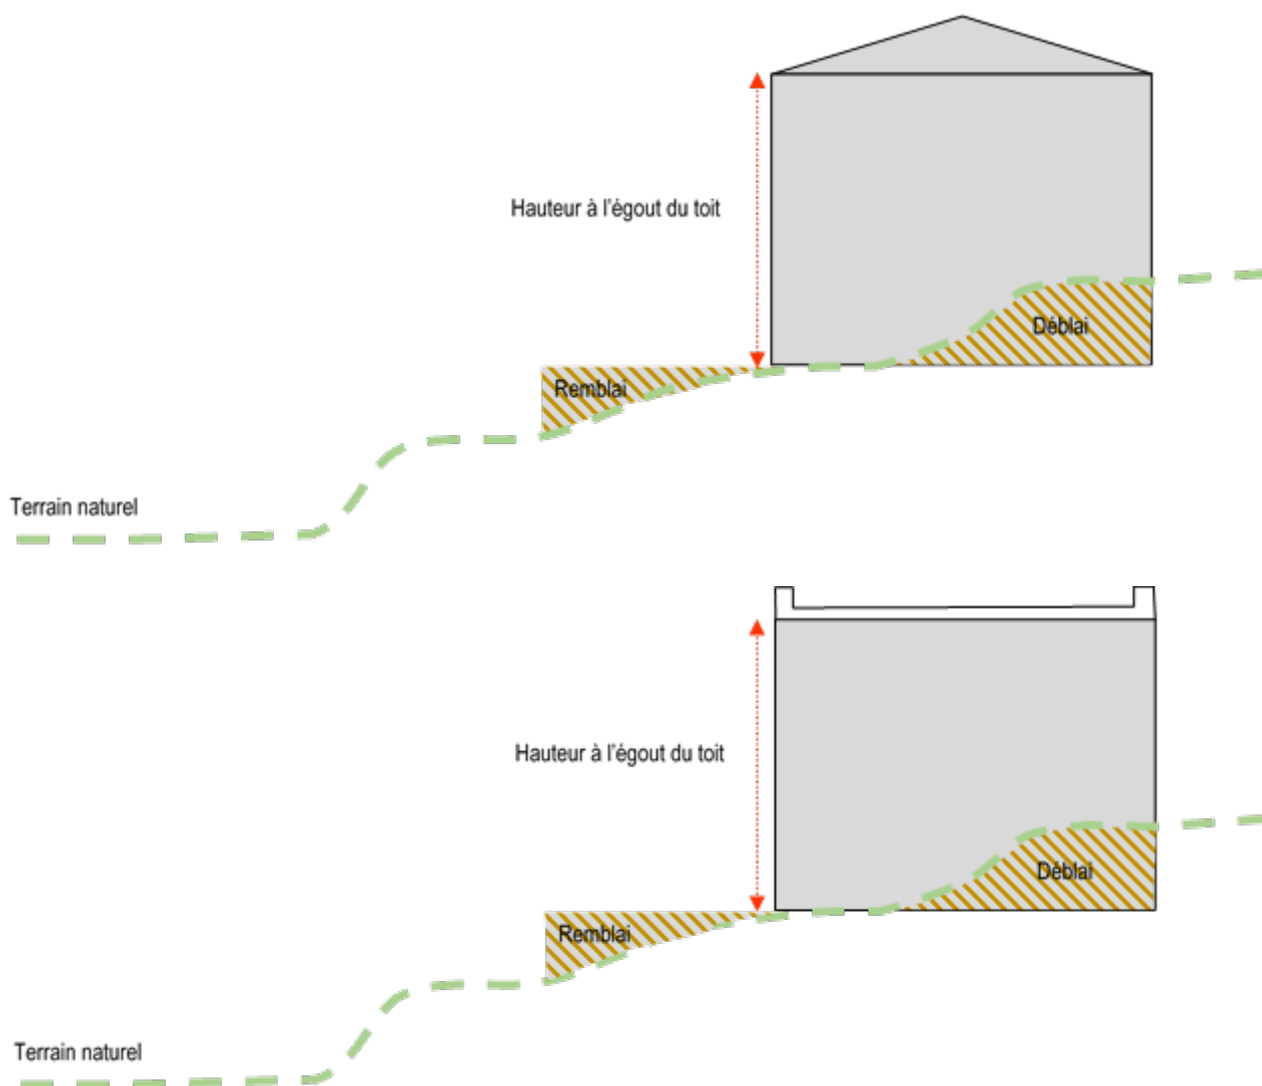 Hauteur à l'égout du toit
Déblai
Remblai
Terrain naturel
Hauteur à l'égout du toit
Déblai
Remblai
Terrain naturel